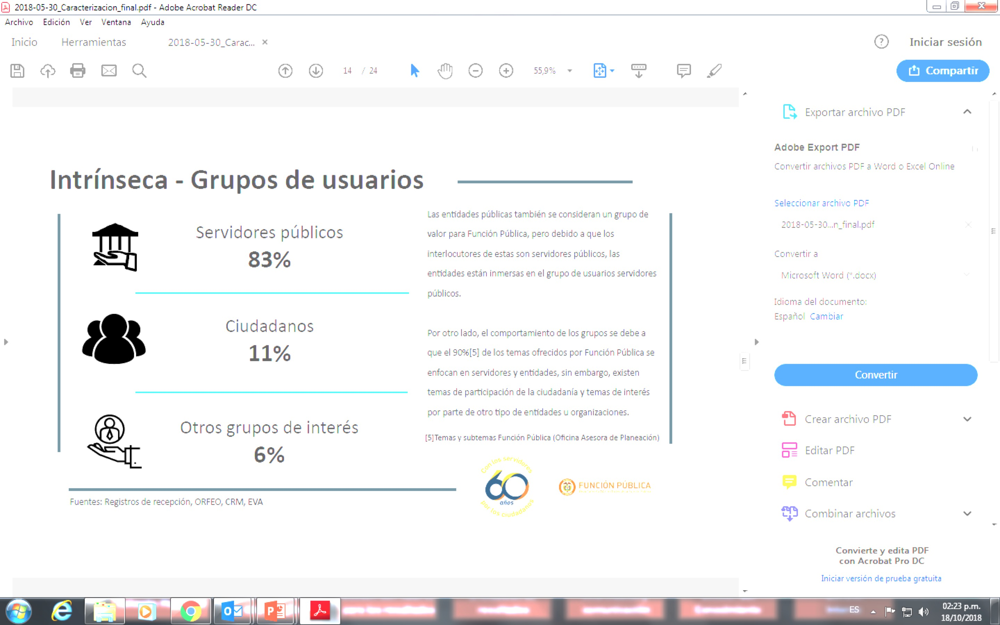 2018-05-30_Caracterizacion_final.pdf - Adobe Acrobat Reader DC
Archivo Edición Ver Ventana Ayuda
Inicio Herramientas 2018-05-30_Carac... ×
? Iniciar sesión
14 / 24
55,9%
Compartir
Intrínseca - Grupos de usuarios
Servidores públicos
83%
Ciudadanos
11%
Otros grupos de interés
6%
Las entidades públicas también se consideran un grupo de
valor para Función Pública, pero debido a que los
interlocutores de estas son servidores públicos, las
entidades están inmersas en el grupo de usuarios servidores
públicos.
Por otro lado, el comportamiento de los grupos se debe a
que el 90%[5] de los temas ofrecidos por Función Pública se
enfocan en servidores y entidades, sin embargo, existen
temas de participación de la ciudadanía y temas de interés
por parte de otro tipo de entidades u organizaciones.
[5]Temas y subtemas Función Pública (Oficina Asesora de Planeación)
Con los servidores
60
años
por los ciudadanos
FUNCIÓN PÚBLICA
Fuentes: Registros de recepción, ORFEO, CRM, EVA
Exportar archivo PDF
Adobe Export PDF
Convertir archivos PDF a Word o Excel Online
Seleccionar archivo PDF
2018-05-30...n_final.pdf
Convertir a
Microsoft Word (*.docx)
Idioma del documento:
Español Cambiar
Convertir
Crear archivo PDF
Editar PDF
Comentar
Combinar archivos
Convierte y edita PDF
con Acrobat Pro DC
Iniciar versión de prueba gratuita
ES
02:23 p.m.
18/10/2018